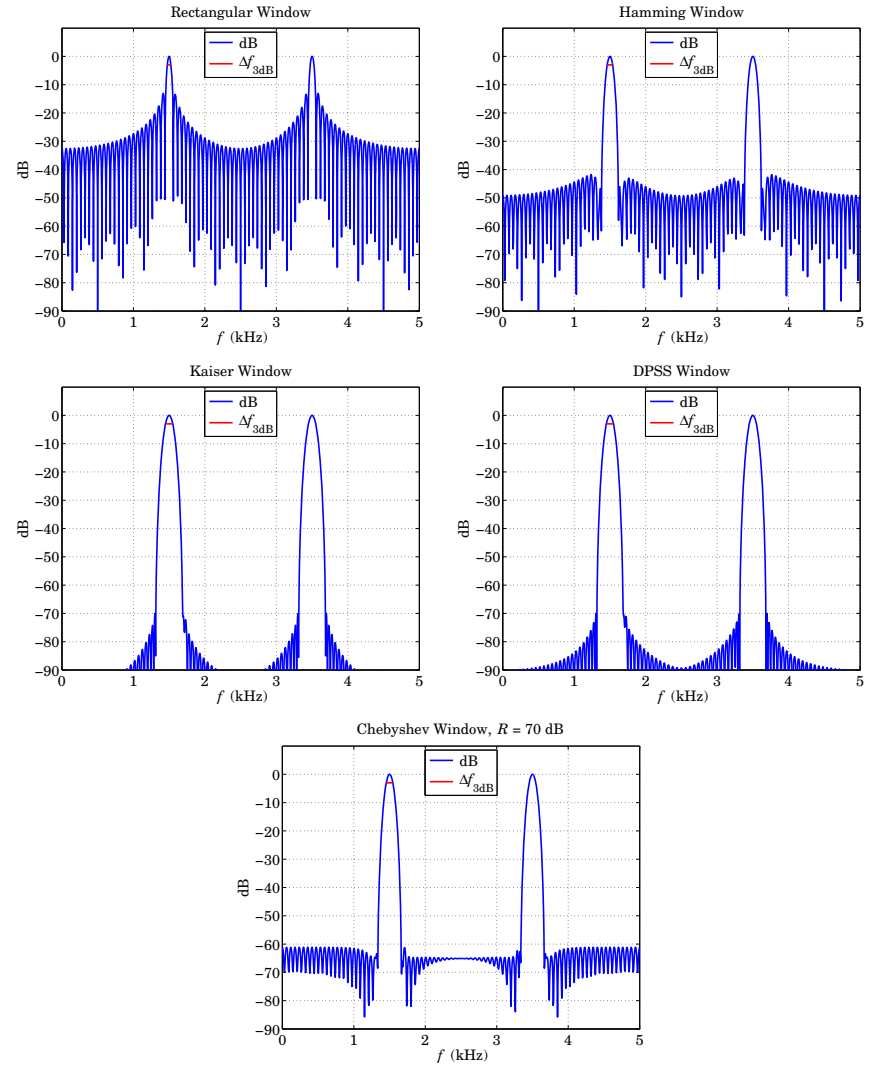 Rectangular Window
dB
Δf3dB
10
0
−10
−20
−30
−40
−50
−60
−70
−80
−90
dB
0 1 2 3 4 5
f (kHz)
Hamming Window
dB
Δf3dB
10
0
−10
−20
−30
−40
−50
−60
−70
−80
−90
dB
0 1 2 3 4 5
f (kHz)
Kaiser Window
dB
Δf3dB
0
−10
−20
−30
−40
−50
−60
−70
−80
−90
dB
0 1 2 3 4 5
f (kHz)
DPSS Window
dB
Δf3dB
0
−10
−20
−30
−40
−50
−60
−70
−80
−90
dB
0 1 2 3 4 5
f (kHz)
Chebyshev Window, R = 70 dB
dB
Δf3dB
0
−10
−20
−30
−40
−50
−60
−70
−80
−90
dB
0 1 2 3 4 5
f (kHz)